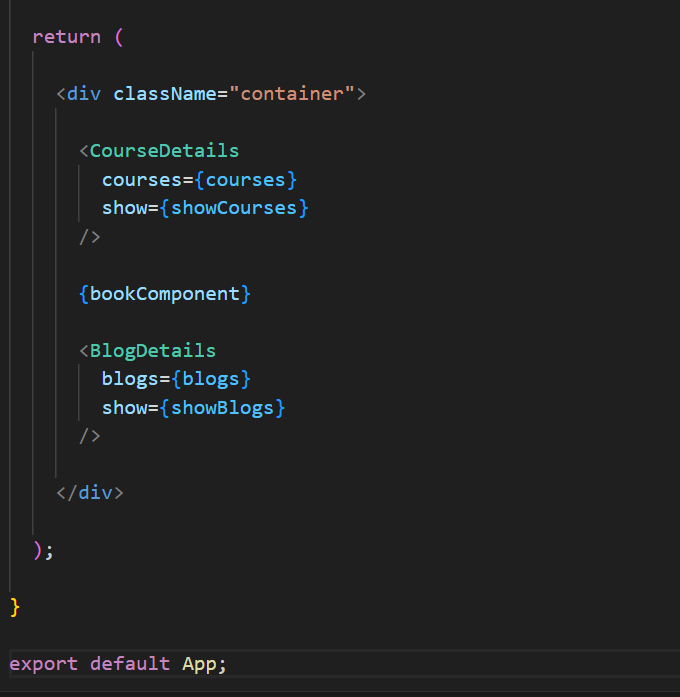 return (
<div className="container">
<CourseDetails
courses={courses}
show={showCourses}
/>
{bookComponent}
<BlogDetails
blogs={blogs}
show={showBlogs}
/>
</div>
);
}
export default App;